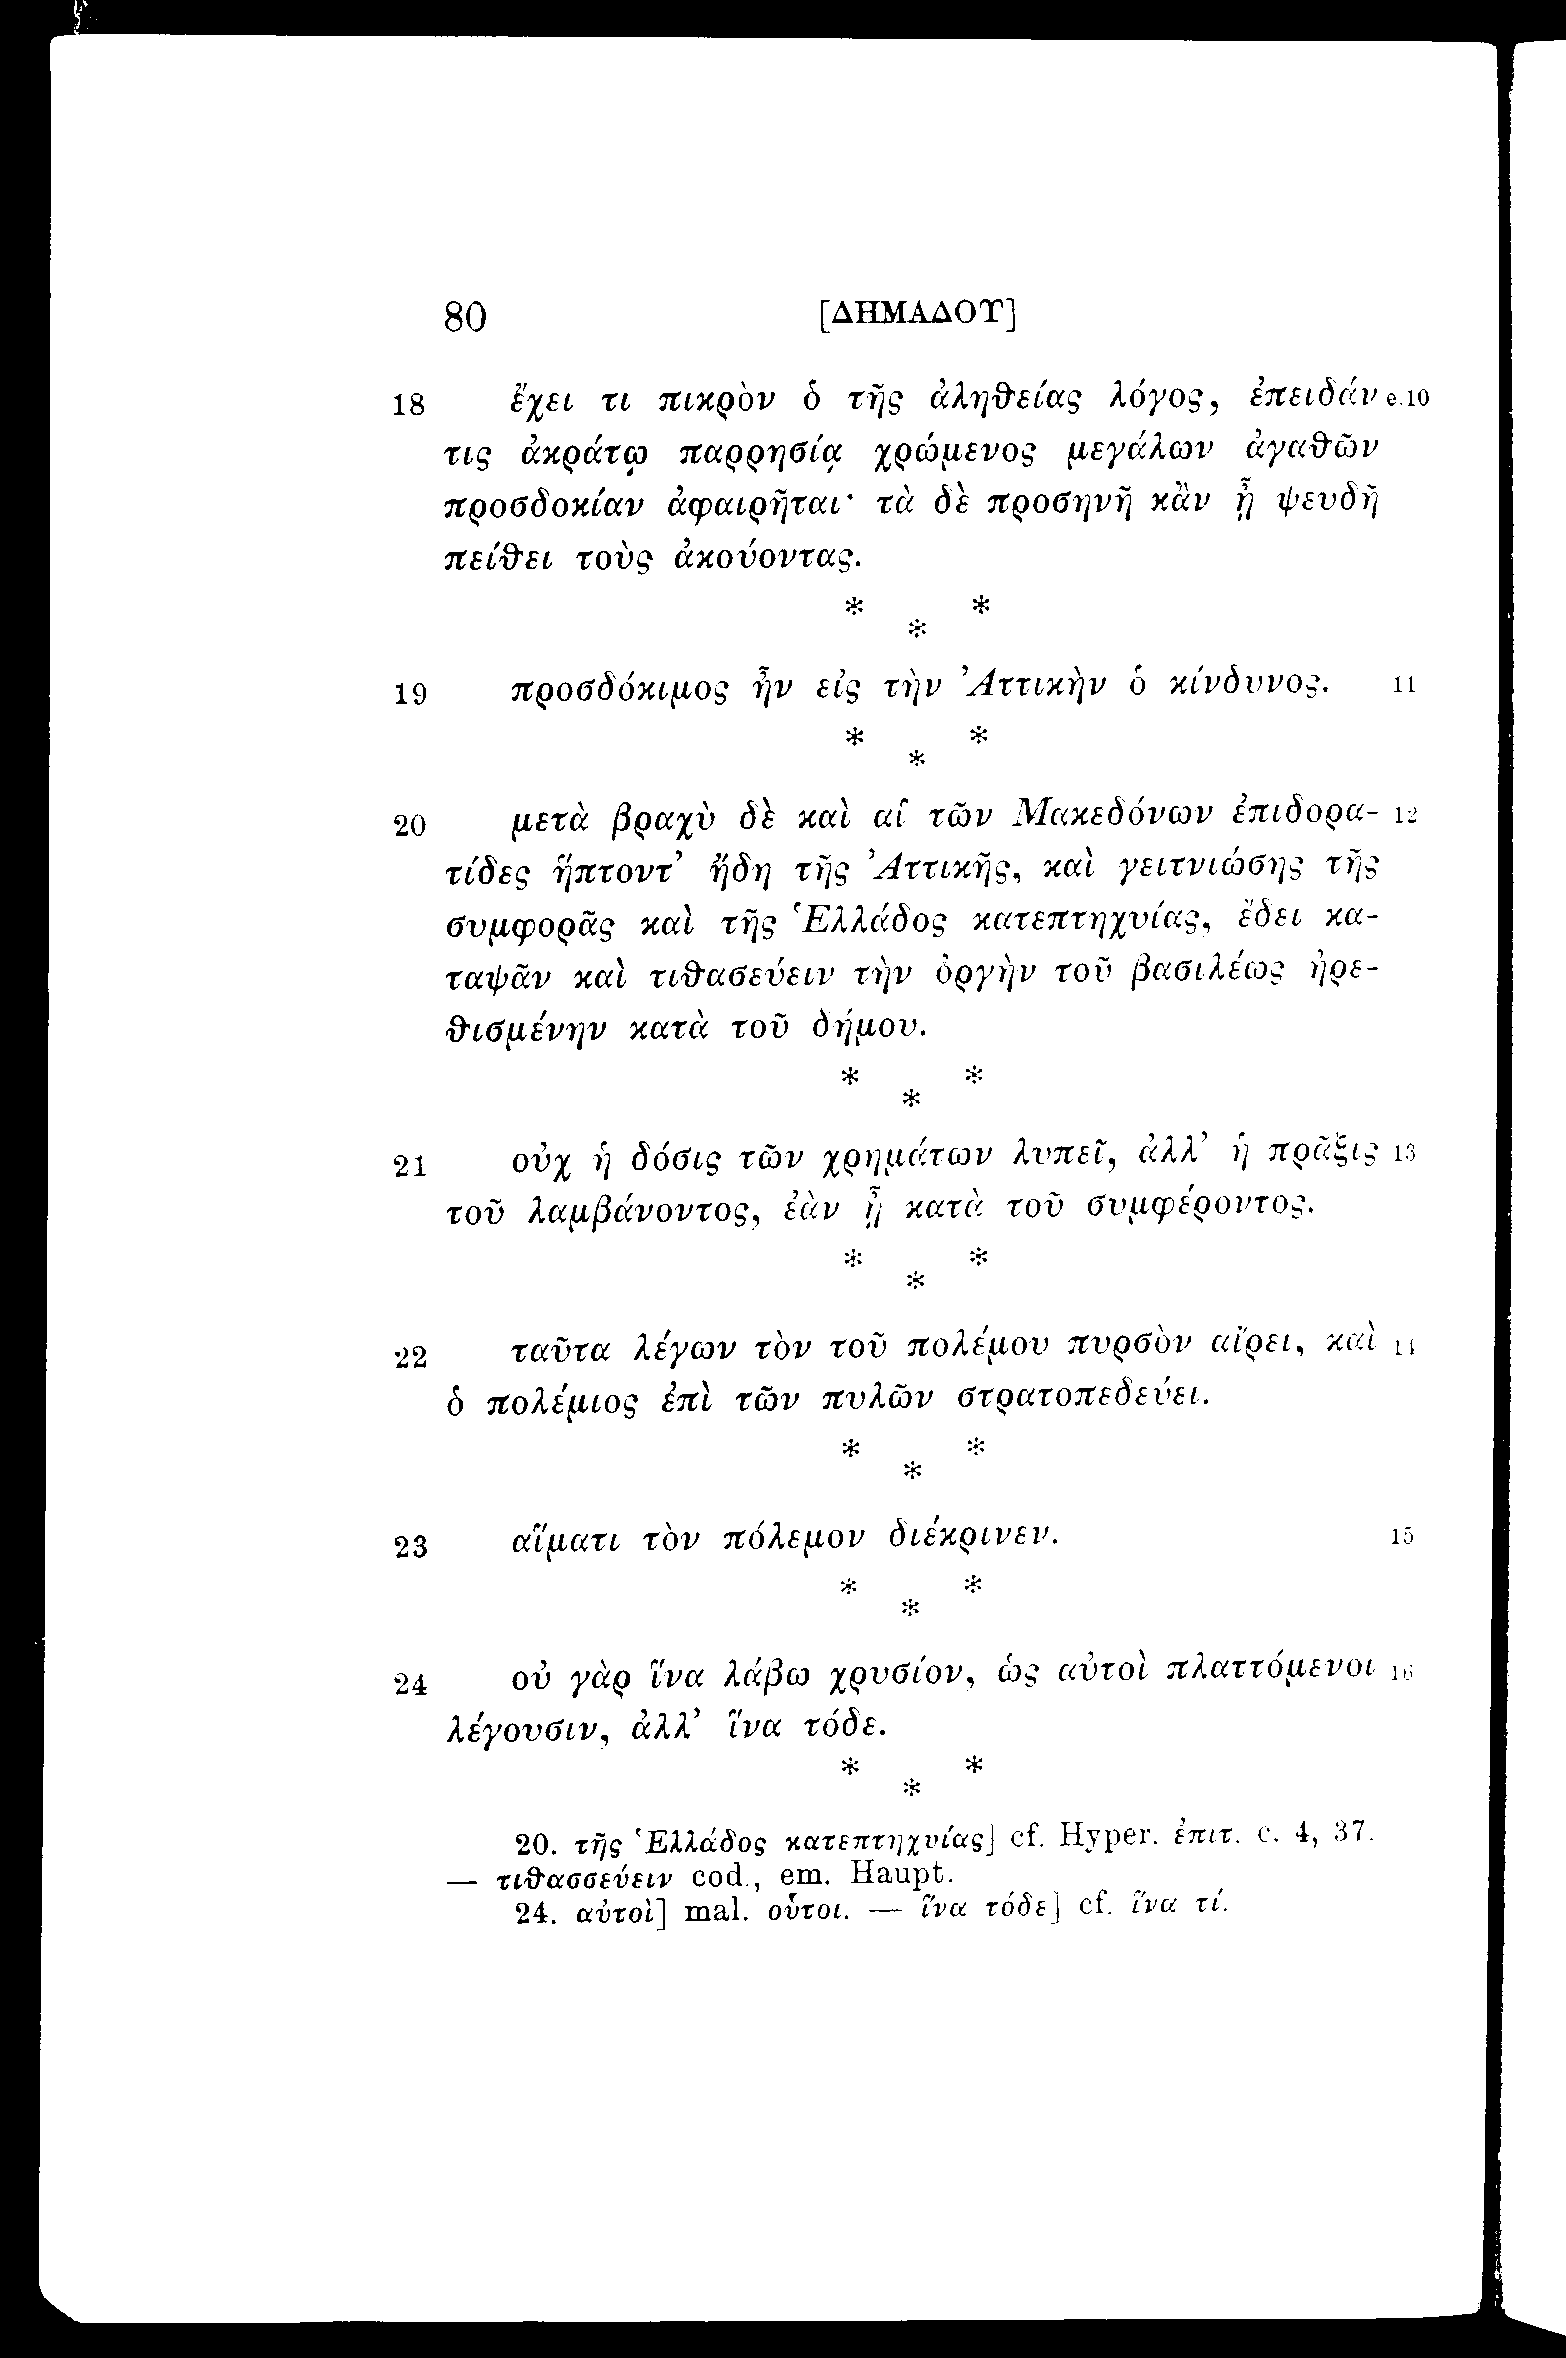 80 [ΔΗΜΑΔΟΥ]
18 ἔχει τι πικρὸν ὁ τῆς ἀληθείας λόγος, ἐπειδάν e.10
τις ἀκράτῳ παρρησίᾳ χρώμενος μεγάλων ἀγαθῶν
προσδοκίαν ἀφαιρῆται· τὰ δὲ προσηνῆ κἂν ᾖ ψευδῆ
πείθει τοὺς ἀκούοντας.
* *
*
19 προσδόκιμος ἦν εἰς τὴν Ἀττικὴν ὁ κίνδυνος. 11
* *
*
20 μετὰ βραχὺ δὲ καὶ αἱ τῶν Μακεδόνων ἐπιδορα- 12
τίδες ἥπτοντ’ ἤδη τῆς Ἀττικῆς, καὶ γειτνιώσης τῆς
συμφορᾶς καὶ τῆς Ἑλλάδος κατεπτηχυίας, ἔδει κα-
ταψᾶν καὶ τιθασεύειν τὴν ὀργὴν τοῦ βασιλέως ἠρε-
θισμένην κατὰ τοῦ δήμου.
* *
*
21 οὐχ ἡ δόσις τῶν χρημάτων λυπεῖ, ἀλλ’ ἡ πρᾶξις 13
τοῦ λαμβάνοντος, ἐὰν ᾖ κατὰ τοῦ συμφέροντος.
* *
*
22 ταῦτα λέγων τὸν τοῦ πολέμου πυρσὸν αἴρει, καὶ 14
ὁ πολέμιος ἐπὶ τῶν πυλῶν στρατοπεδεύει.
* *
*
23 αἵματι τὸν πόλεμον διέκρινεν. 15
* *
*
24 οὐ γὰρ ἵνα λάβω χρυσίον, ὡς αὐτοὶ πλαττόμενοι 16
λέγουσιν, ἀλλ’ ἵνα τόδε.
* *
*
20. τῆς Ἑλλάδος κατεπτηχυίας] cf. Hyper. ἐπιτ. c. 4, 37.
— τιθασσεύειν cod., em. Haupt.
24. αὐτοὶ] mal. οὗτοι. — ἵνα τόδε] cf. ἵνα τί.